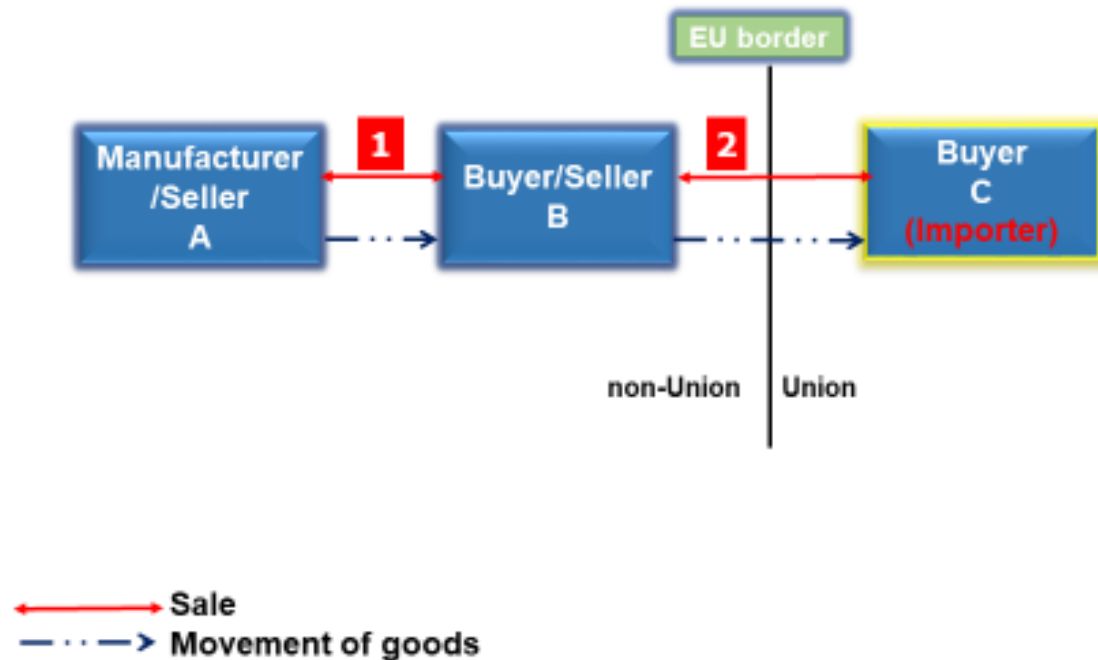 EU border
1
2
Manufacturer
/Seller
A
Buyer/Seller
B
Buyer
C
(Importer)
non-Union
Union
Sale
Movement of goods